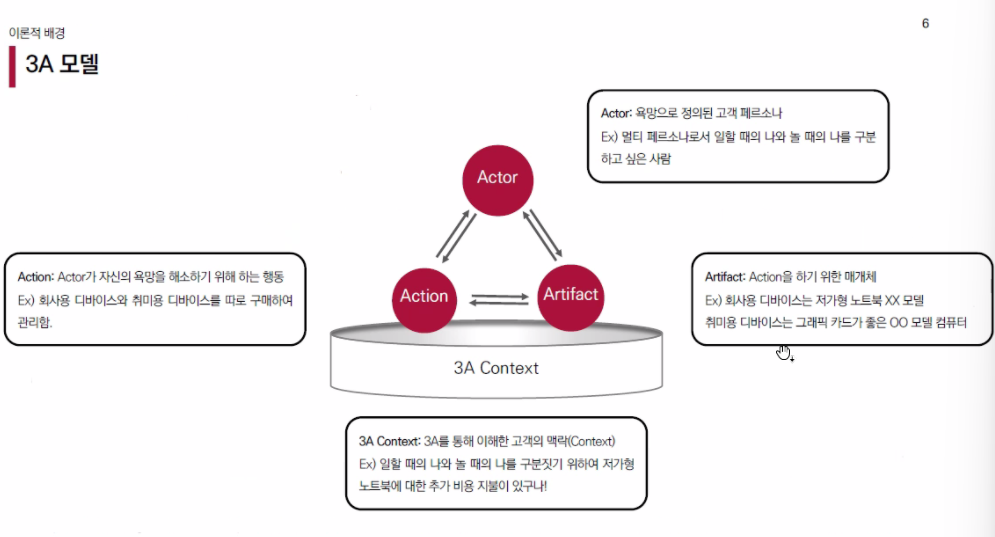 6
이론적 배경
3A 모델
Actor: 욕망으로 정의된 고객 페르소나
Ex) 멀티 페르소나로서 일할 때의 나와 놀 때의 나를 구분
하고 싶은 사람
Actor
Action: Actor가 자신의 욕망을 해소하기 위해 하는 행동
Ex) 회사용 디바이스와 취미용 디바이스를 따로 구매하여
관리함.
Action
Artifact
Artifact: Action을 하기 위한 매개체
Ex) 회사용 디바이스는 저가형 노트북 XX 모델
취미용 디바이스는 그래픽 카드가 좋은 OO 모델 컴퓨터
3A Context
3A Context: 3A를 통해 이해한 고객의 맥락(Context)
Ex) 일할 때의 나와 놀 때의 나를 구분짓기 위하여 저가형
노트북에 대한 추가 비용 지불이 있구나!